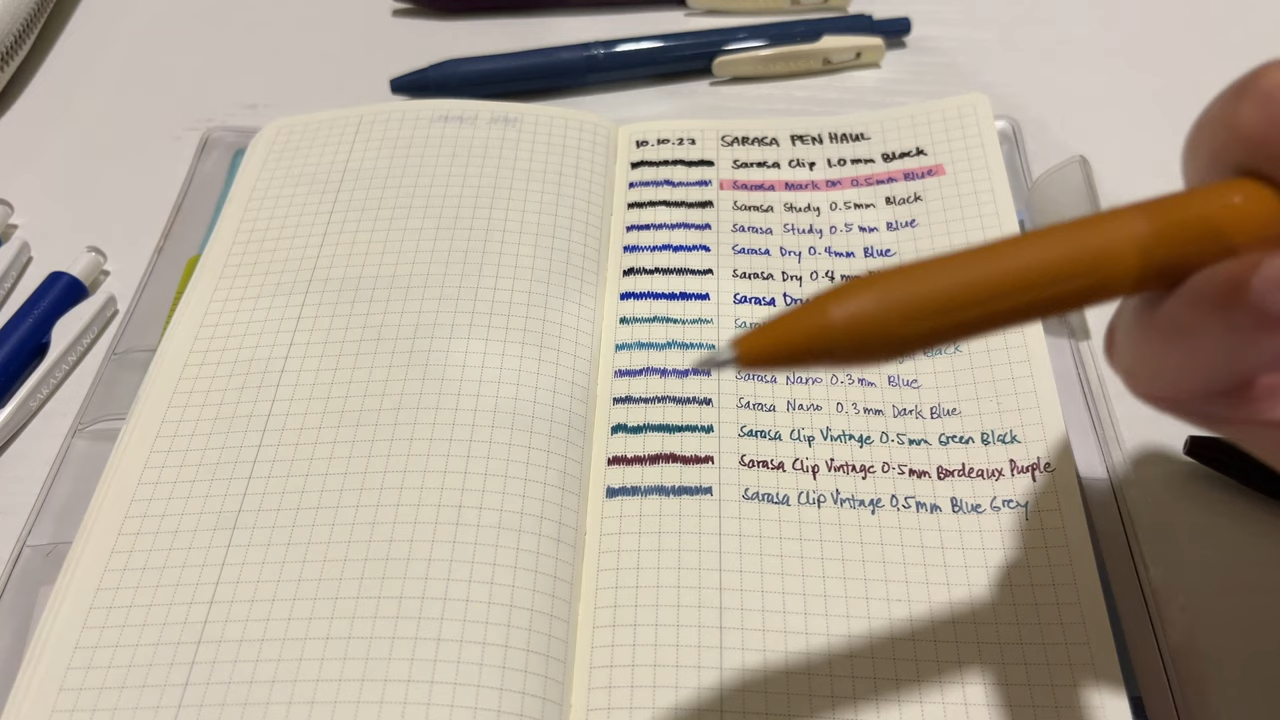 10.10.23 SARASA PEN HAUL
Sarasa Clip 1.0mm Black
Sarasa Mark On 0.5mm Blue
Sarasa Study 0.5mm Black
Sarasa Study 0.5mm Blue
Sarasa Dry 0.4mm Blue
Sarasa Dry 0.4mm
Sarasa Dry
Black
Sarasa Nano 0.3mm Blue
Sarasa Nano 0.3mm Dark Blue
Sarasa Clip Vintage 0.5mm Green Black
Sarasa Clip Vintage 0.5mm Bordeaux Purple
Sarasa Clip Vintage 0.5mm Blue Grey
SARASA NANO